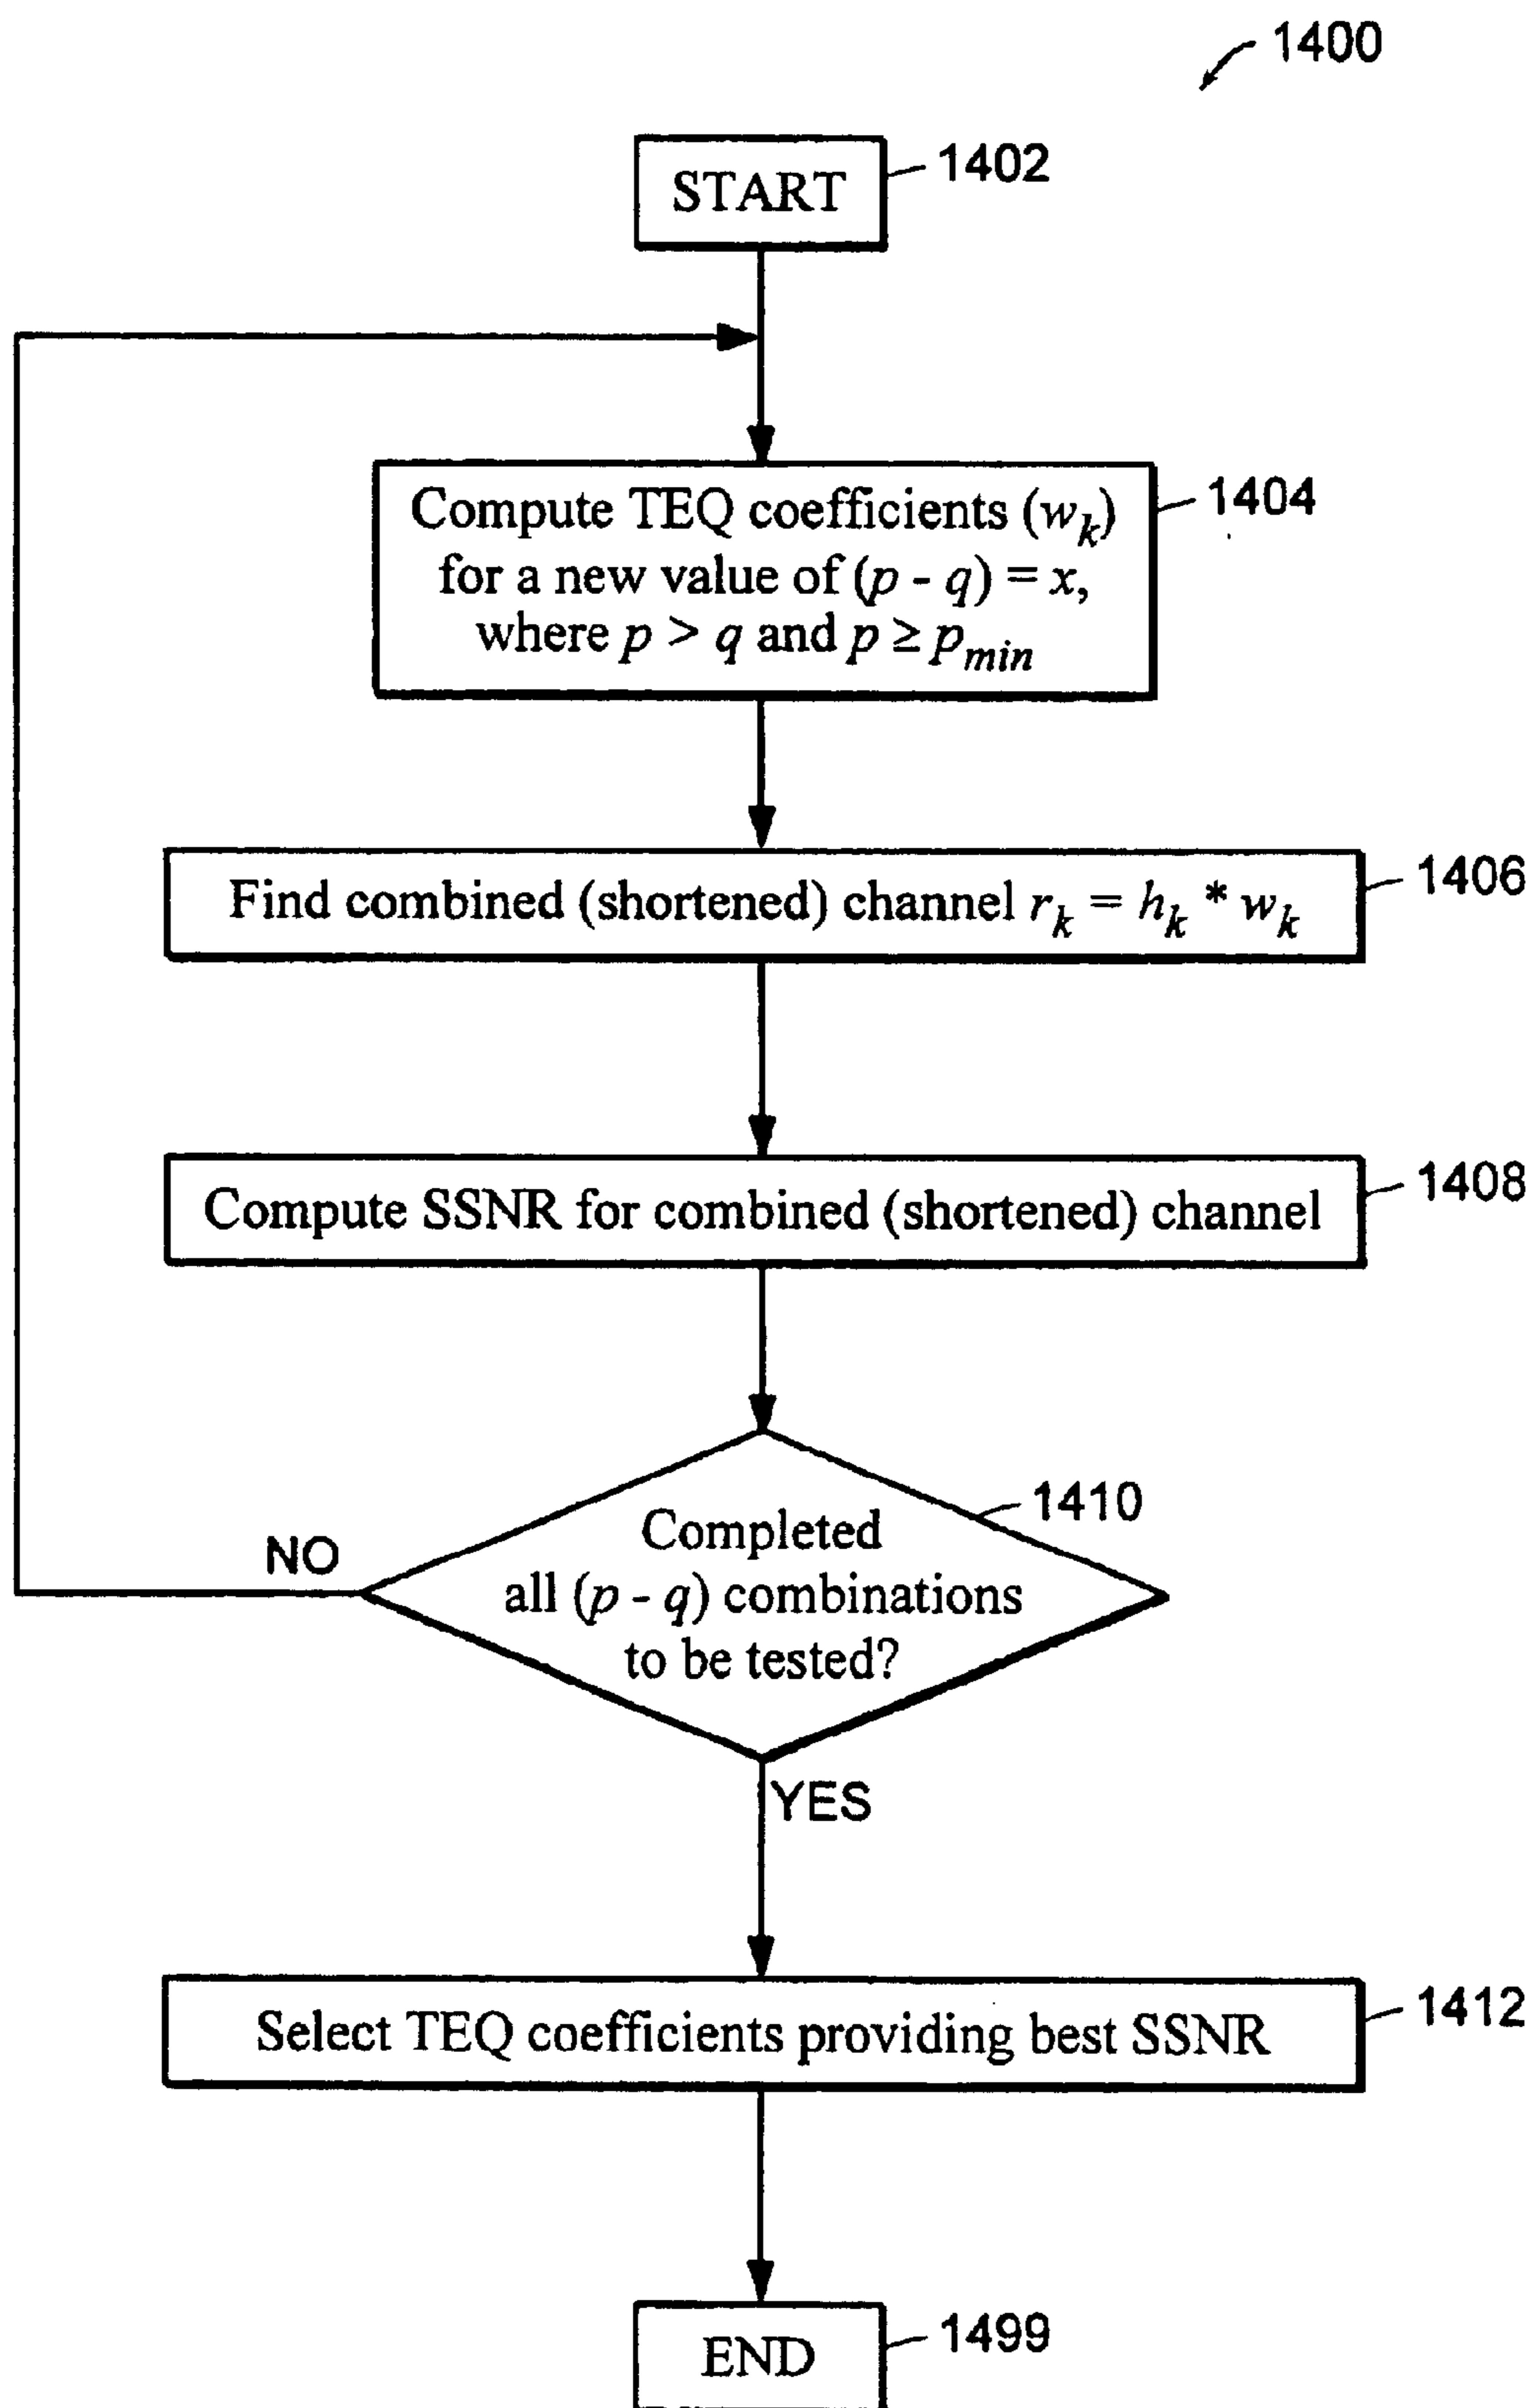 1400
START
1402
Compute TEQ coefficients (w_k)
for a new value of (p - q) = x,
where p > q and p ≥ p_min
1404
Find combined (shortened) channel r_k = h_k * w_k
1406
Compute SSNR for combined (shortened) channel
1408
Completed
all (p - q) combinations
to be tested?
1410
NO
YES
Select TEQ coefficients providing best SSNR
1412
END
1499